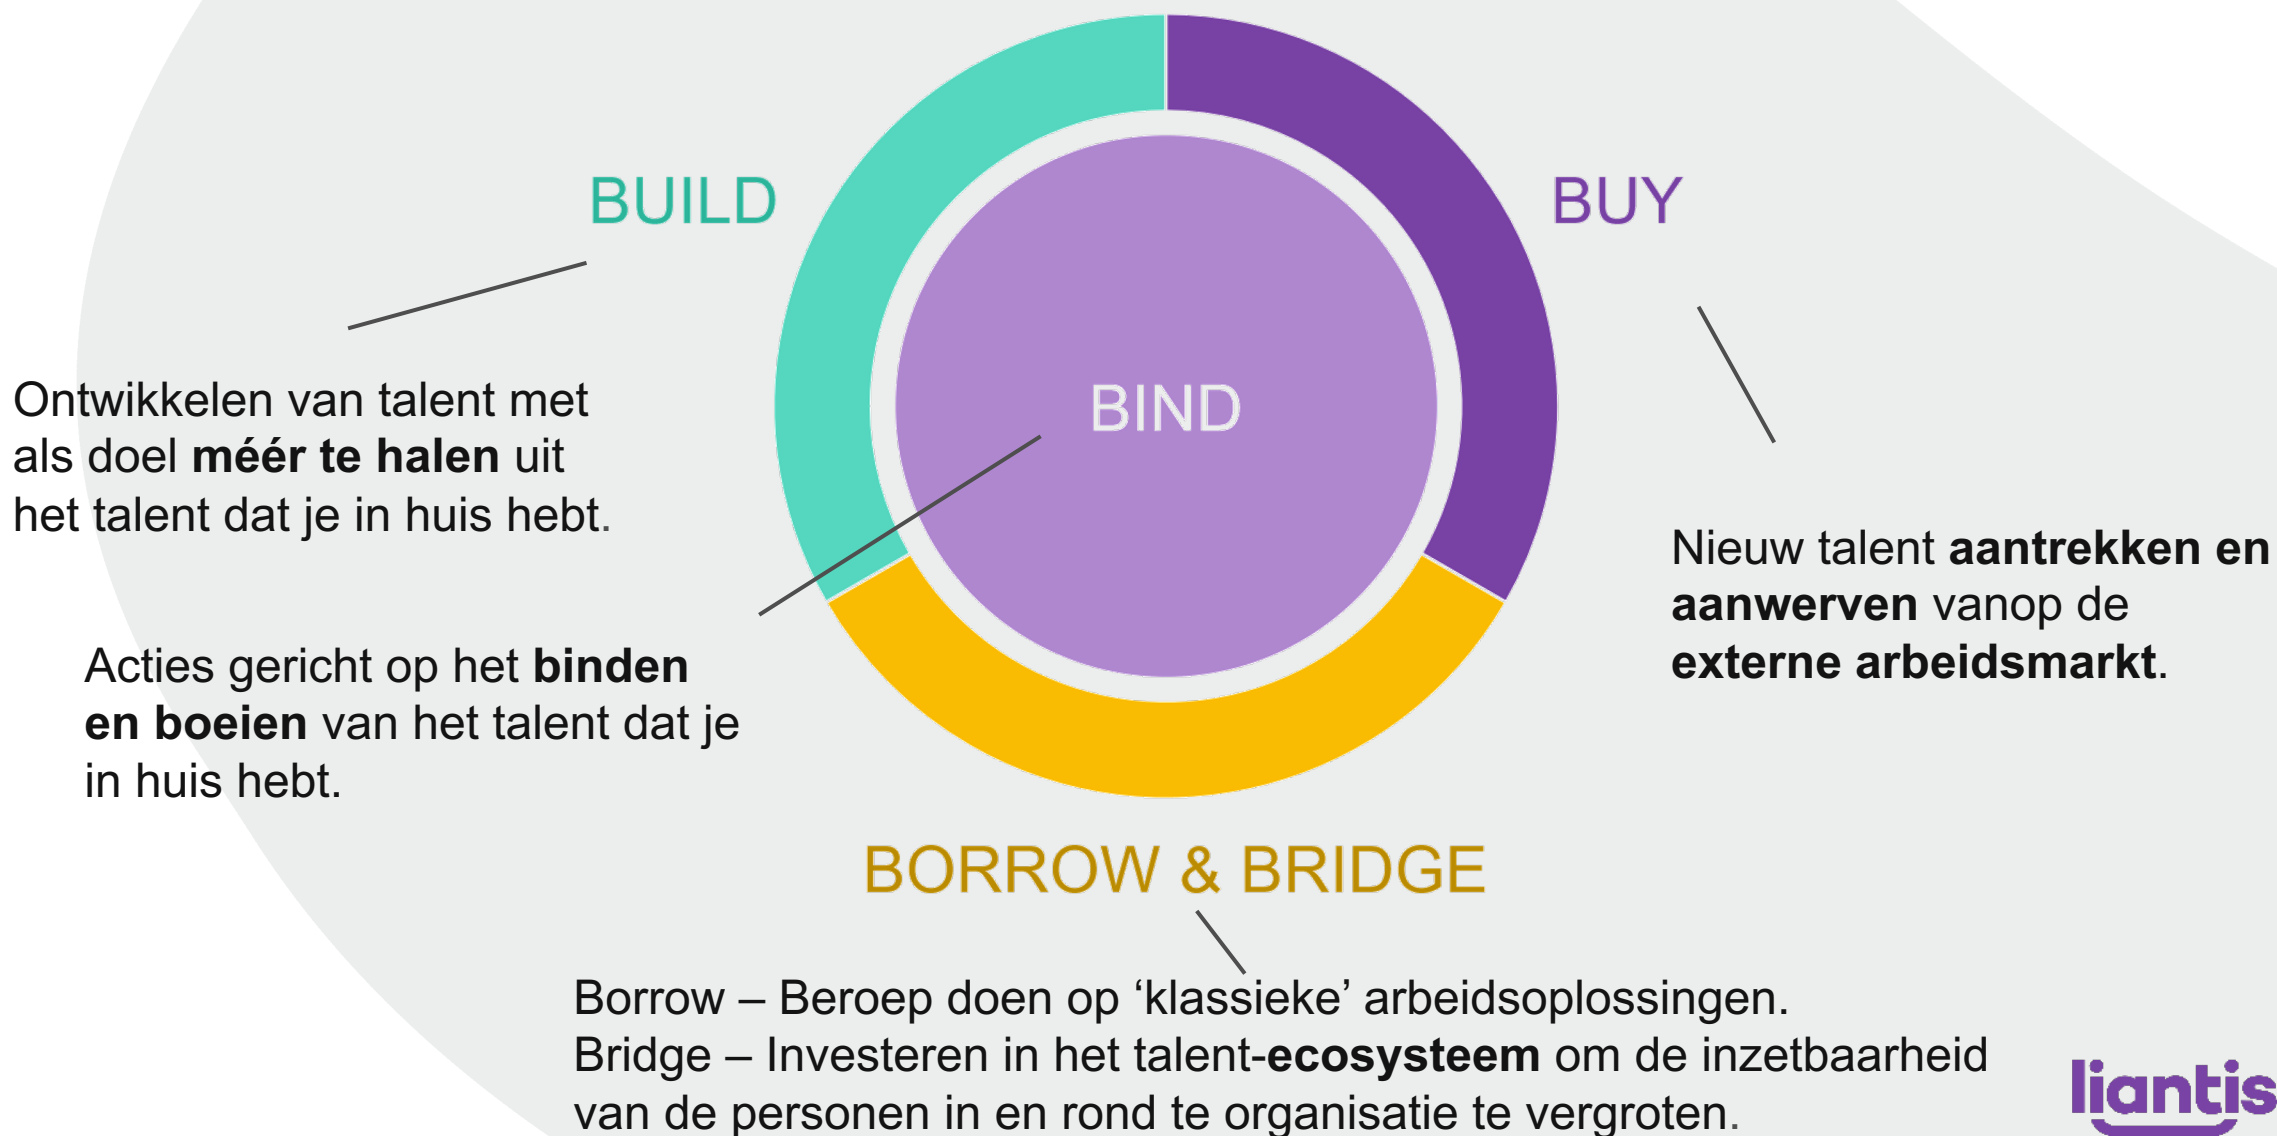 BUILD
BUY
BIND
Ontwikkelen van talent met
als doel méér te halen uit
het talent dat je in huis hebt.
Nieuw talent aantrekken en
aanwerven vanop de
externe arbeidsmarkt.
Acties gericht op het binden
en boeien van het talent dat je
in huis hebt.
BORROW & BRIDGE
Borrow – Beroep doen op ‘klassieke’ arbeidsoplossingen.
Bridge – Investeren in het talent-ecosysteem om de inzetbaarheid
van de personen in en rond te organisatie te vergroten.
liantis